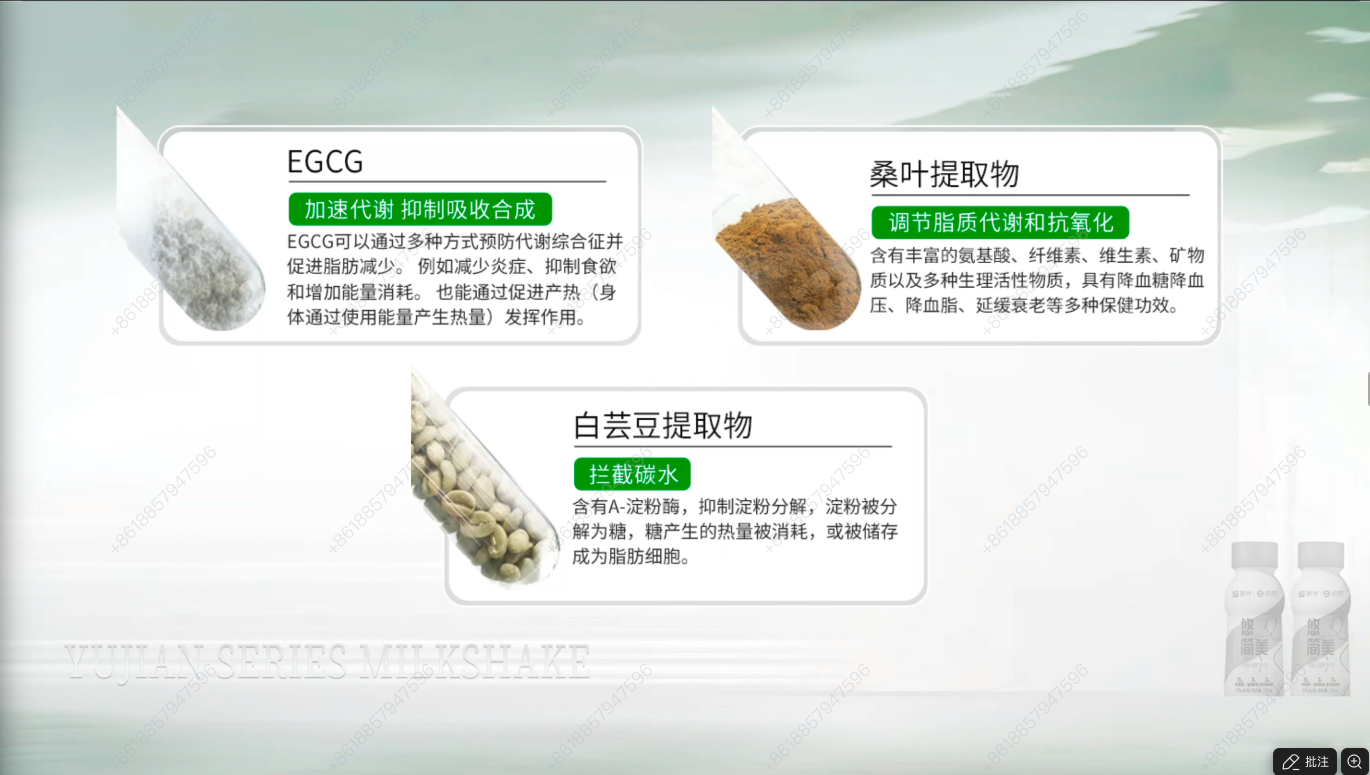 EGCG
加速代谢 抑制吸收合成
EGCG可以通过多种方式预防代谢综合征并
促进脂肪减少。 例如减少炎症、抑制食欲
和增加能量消耗。 也能通过促进产热（身
体通过使用能量产生热量）发挥作用。
桑叶提取物
调节脂质代谢和抗氧化
含有丰富的氨基酸、纤维素、维生素、矿物
质以及多种生理活性物质，具有降血糖降血
压、降血脂、延缓衰老等多种保健功效。
白芸豆提取物
拦截碳水
含有A-淀粉酶，抑制淀粉分解，淀粉被分
解为糖，糖产生的热量被消耗，或被储存
成为脂肪细胞。
YUJIAN SERIES MILKSHAKE
悠
简美
悠
简美
批注
+8618857947596